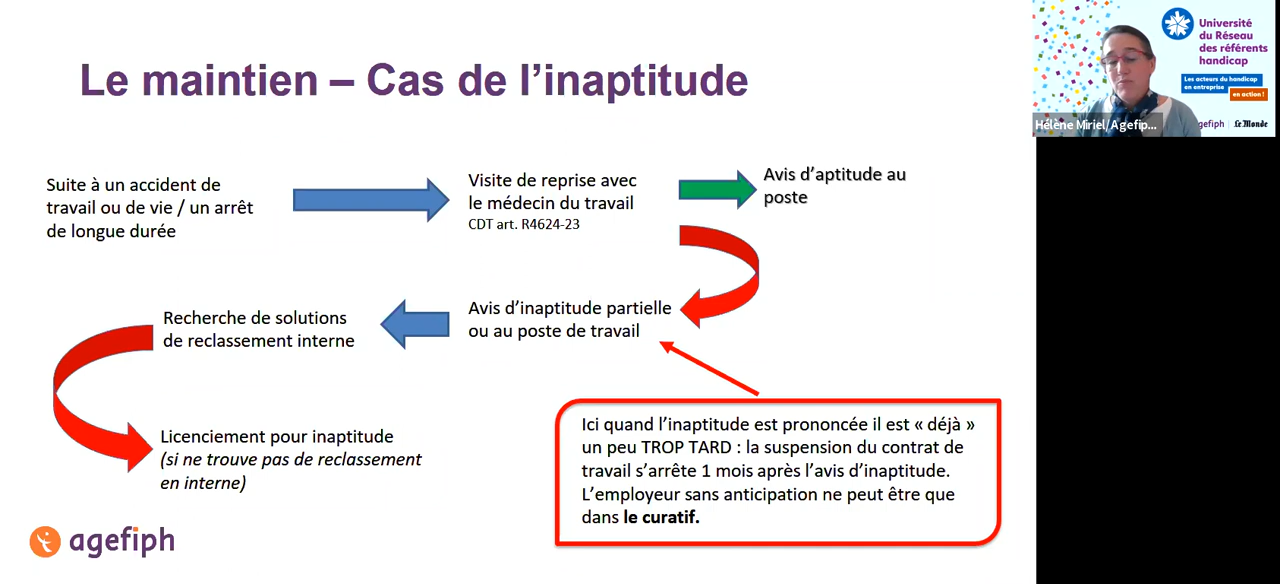 Le maintien – Cas de l’inaptitude
Suite à un accident de
travail ou de vie / un arrêt
de longue durée
Visite de reprise avec
le médecin du travail
CDT art. R4624-23
Avis d’aptitude au
poste
Avis d’inaptitude partielle
ou au poste de travail
Recherche de solutions
de reclassement interne
Licenciement pour inaptitude
(si ne trouve pas de reclassement
en interne)
Ici quand l’inaptitude est prononcée il est « déjà »
un peu TROP TARD : la suspension du contrat de
travail s’arrête 1 mois après l’avis d’inaptitude.
L’employeur sans anticipation ne peut être que
dans le curatif.
agefiph
Université
du Réseau
des référents
handicap
Les acteurs du handicap
en entreprise
en action !
Hélène Miriel/Agefip...
gefiph | Le Monde